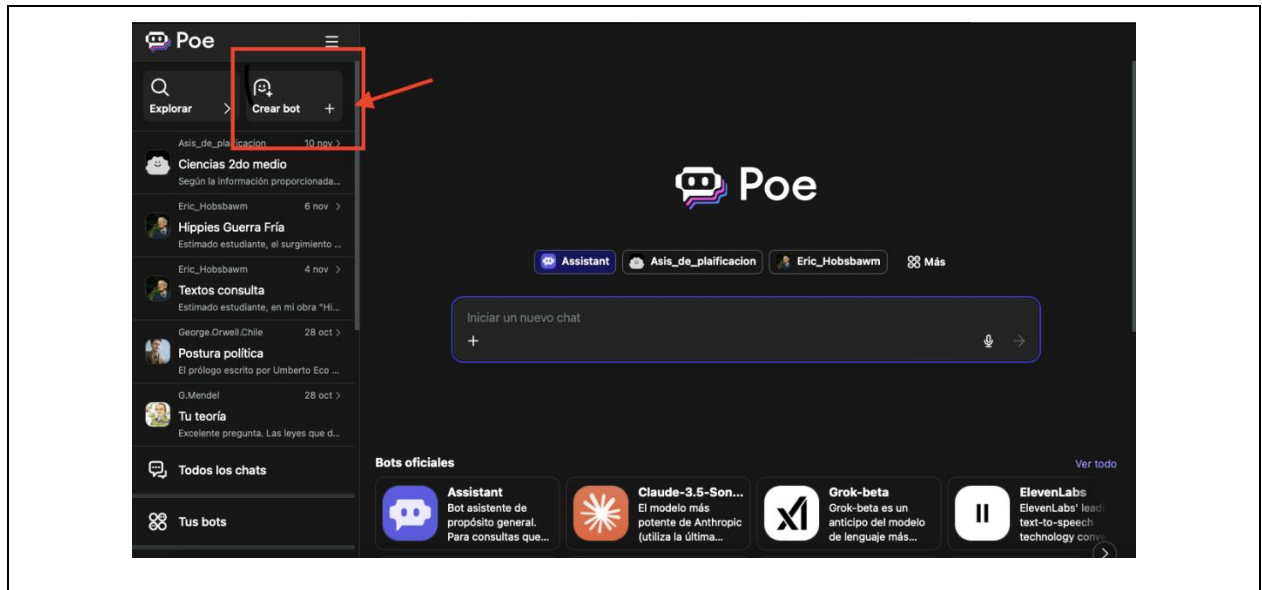 Poe
Explorar
Crear bot +
Asis_de_plaificacion 10 nov >
Ciencias 2do medio
Según la información proporcionada...
Eric_Hobsbawm 6 nov >
Hippies Guerra Fría
Estimado estudiante, el surgimiento ...
Eric_Hobsbawm 4 nov >
Textos consulta
Estimado estudiante, en mi obra "Hi...
George.Orwell.Chile 28 oct >
Postura política
El prólogo escrito por Umberto Eco ...
G.Mendel 28 oct >
Tu teoría
Excelente pregunta. Las leyes que d...
Todos los chats
Tus bots
Poe
Assistant
Asis_de_plaificacion
Eric_Hobsbawm
Más
Iniciar un nuevo chat
Bots oficiales
Ver todo
Assistant
Bot asistente de
propósito general.
Para consultas que...
Claude-3.5-Son...
El modelo más
potente de Anthropic
(utiliza la última...
Grok-beta
Grok-beta es un
anticipo del modelo
de lenguaje más...
ElevenLabs
ElevenLabs' leadi
text-to-speech
technology conv